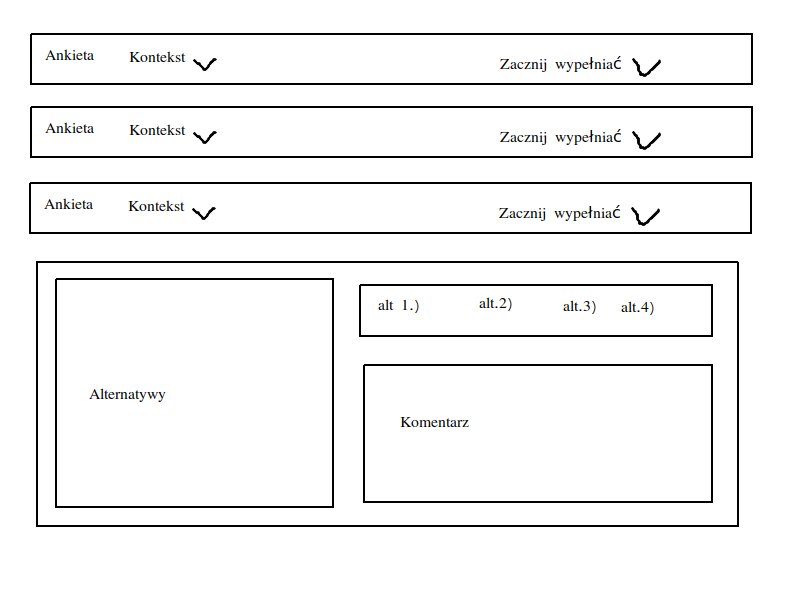 Ankieta Kontekst Zacznij wypełniać
Ankieta Kontekst Zacznij wypełniać
Ankieta Kontekst Zacznij wypełniać
alt 1.) alt.2) alt.3) alt.4)
Alternatywy
Komentarz